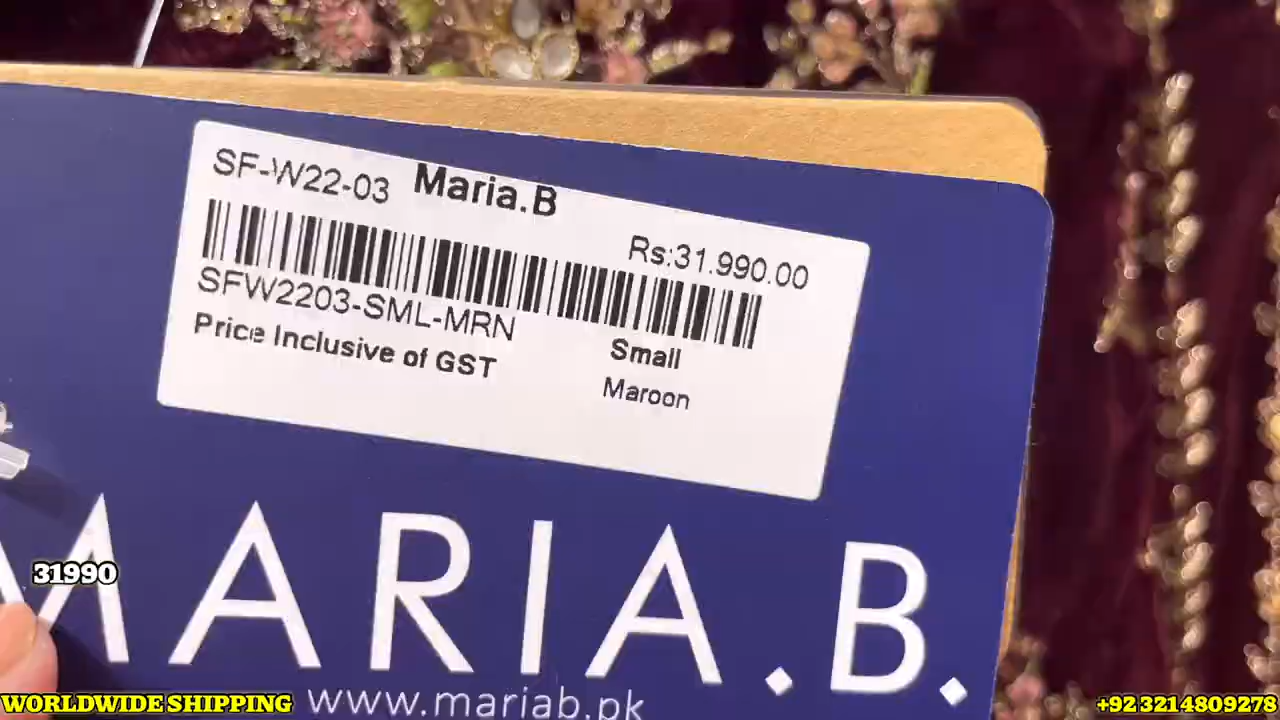 SF-W22-03 Maria.B
Rs:31.990.00
SFW2203-SML-MRN
Price Inclusive of GST
Small
Maroon
MARIA.B.
31990
www.mariab.pk
WORLDWIDE SHIPPING
+92 3214809278